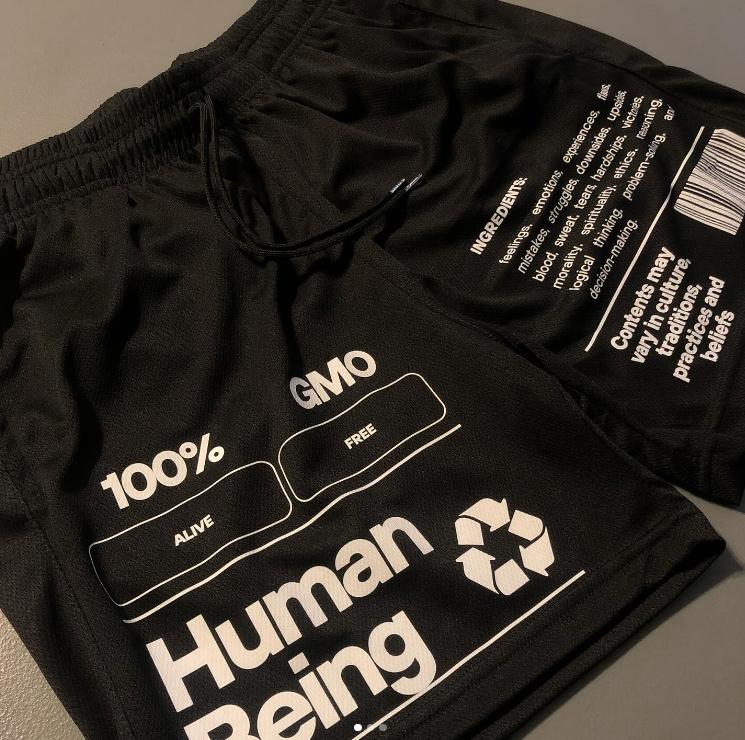 100%
ALIVE
GMO
FREE
Human
Being
INGREDIENTS:
feelings, emotions, experiences, flaws,
mistakes, struggles, downsides, upsides,
blood, sweat, tears, hardships, victories,
morality, spirituality, ethics, reasoning,
logical thinking, problem-solving, and
decision-making.
Contents may
vary in culture,
traditions,
practices and
beliefs